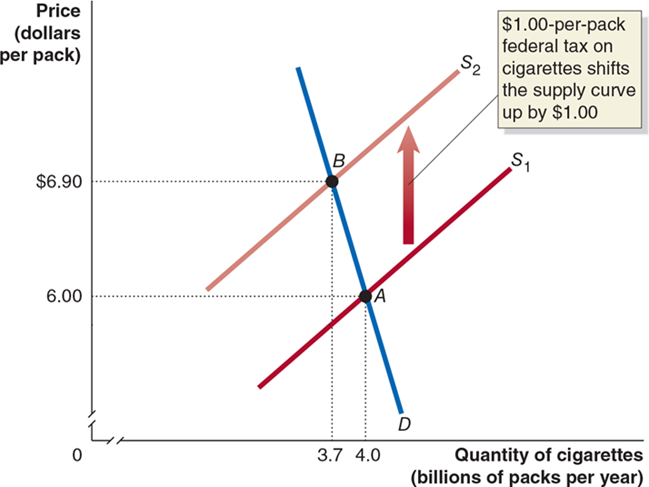 Price
(dollars
per pack)
$1.00-per-pack
federal tax on
cigarettes shifts
the supply curve
up by $1.00
S2
S1
B
$6.90
6.00
A
D
0
3.7 4.0
Quantity of cigarettes
(billions of packs per year)